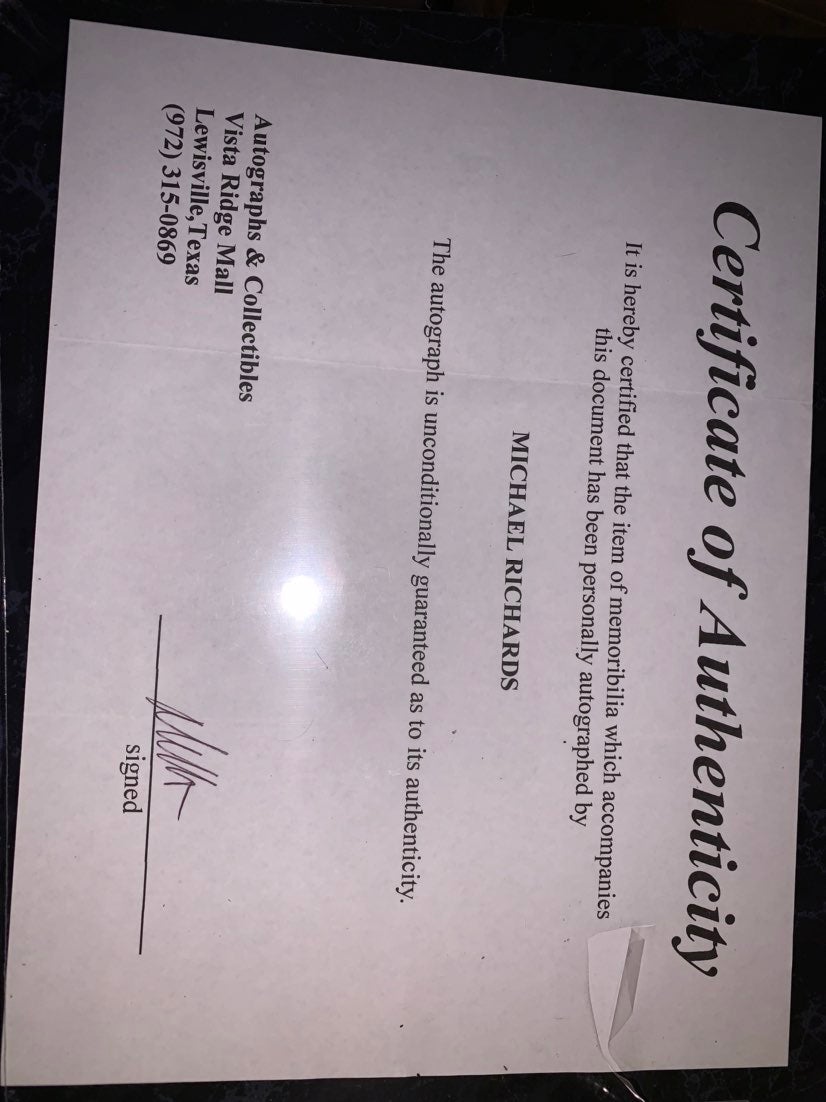 Certificate of Authenticity
It is hereby certified that the item of memoribilia which accompanies
this document has been personally autographed by
MICHAEL RICHARDS
The autograph is unconditionally guaranteed as to its authenticity.
Autographs & Collectibles
Vista Ridge Mall
Lewisville,Texas
(972) 315-0869
signed